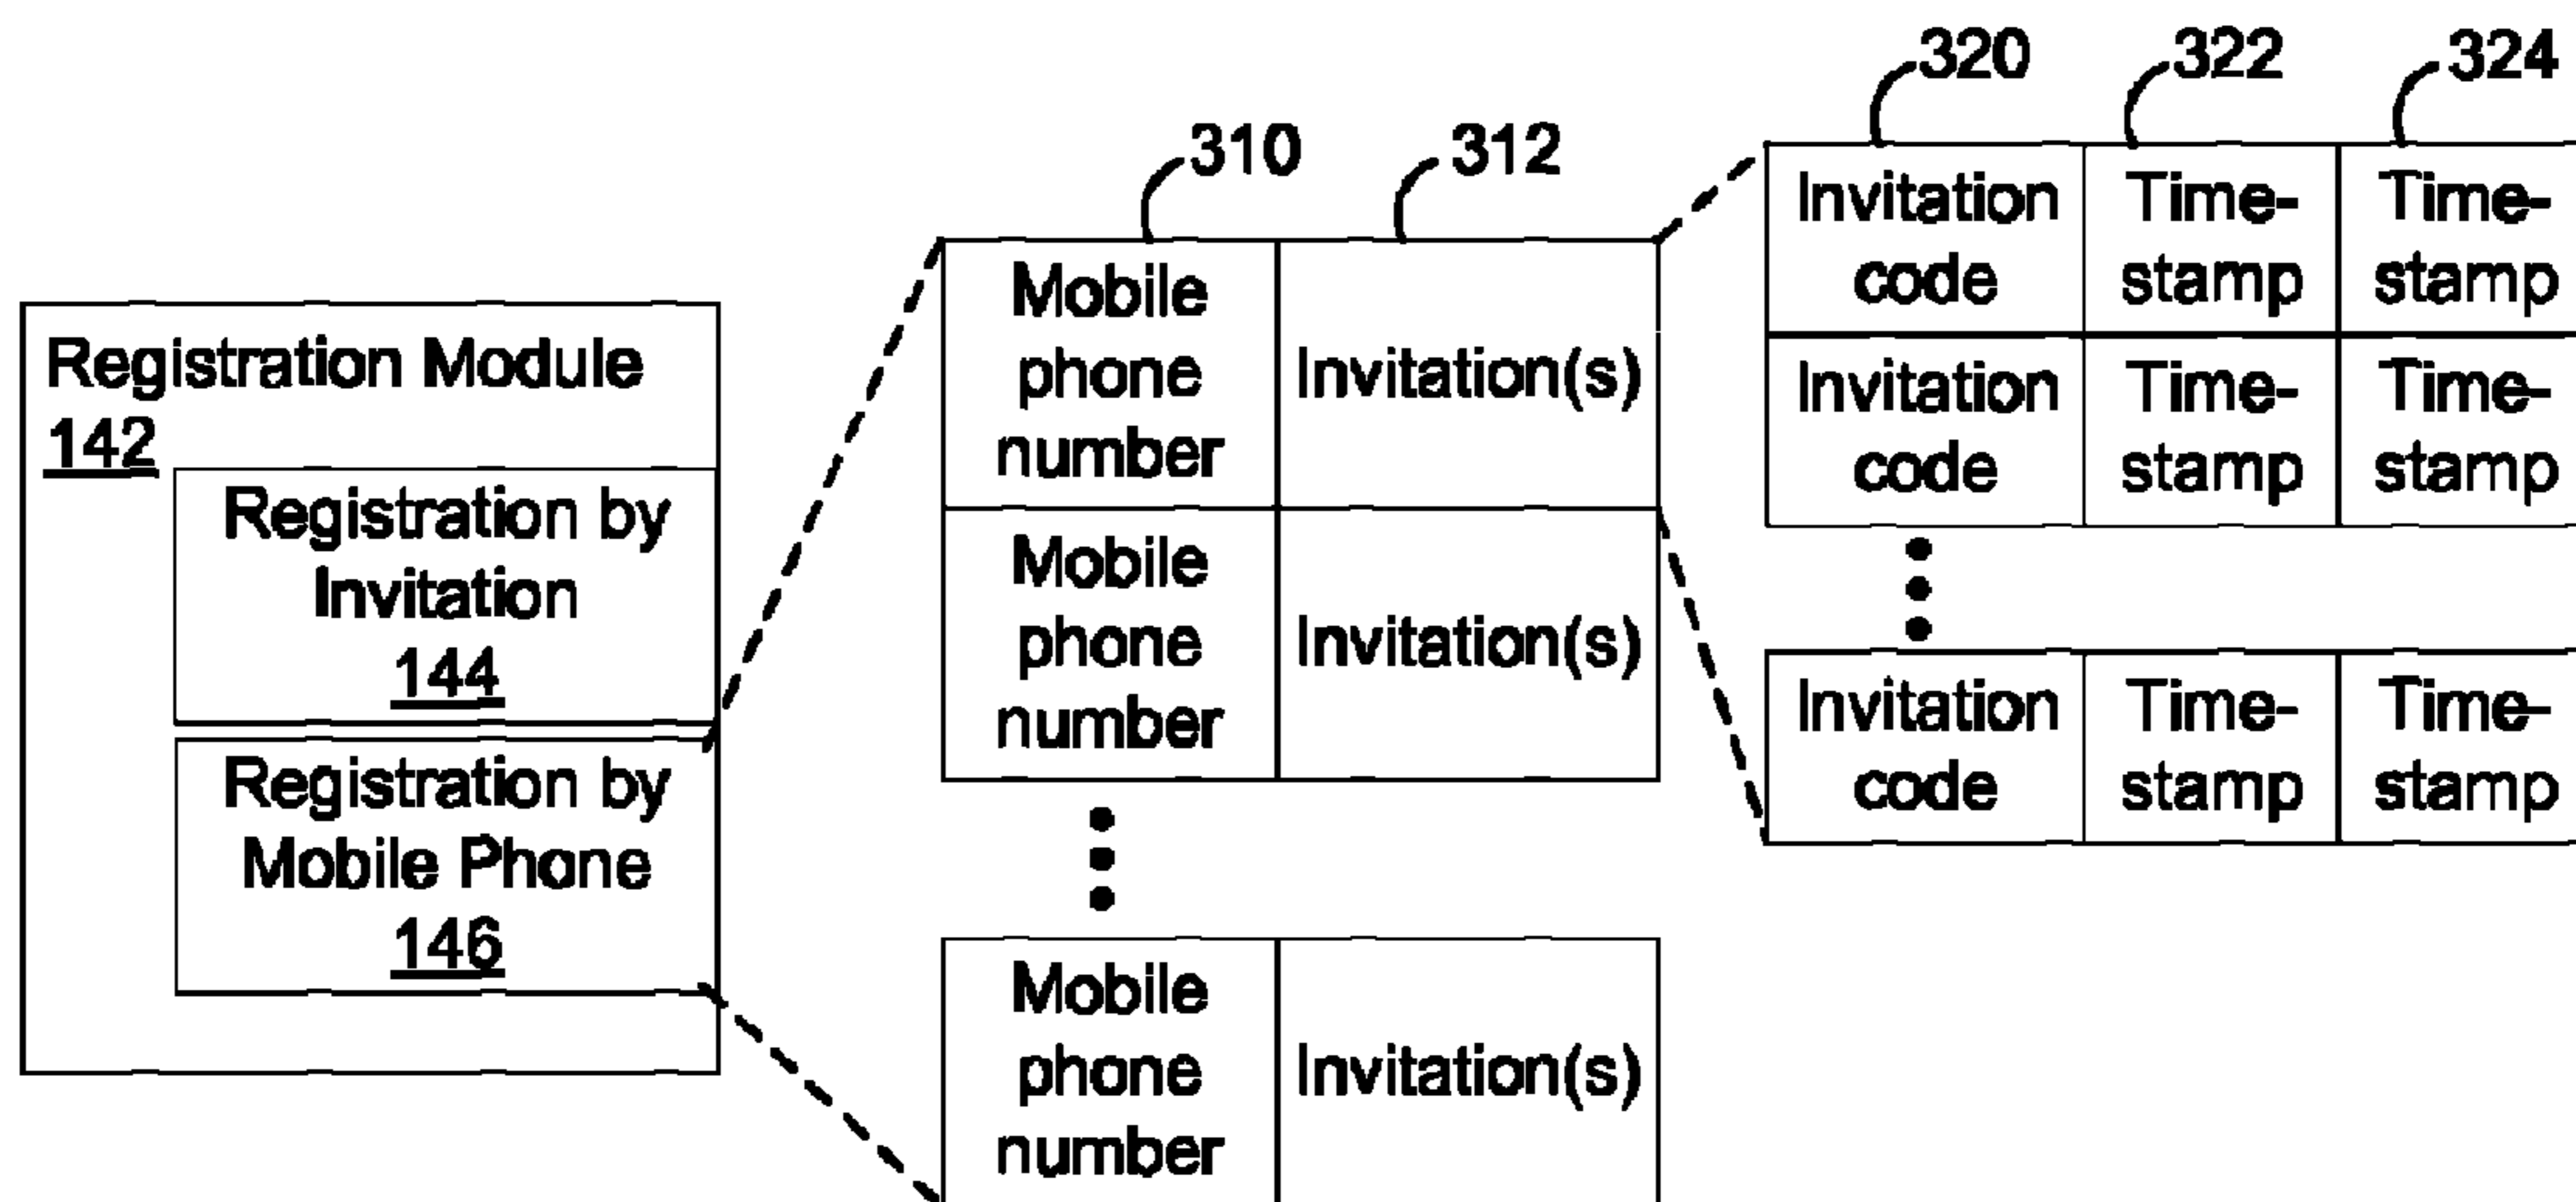 320 322 324
310 312
Invitation code Time-stamp Time-stamp
Invitation code Time-stamp Time-stamp
Invitation code Time-stamp Time-stamp
Mobile
phone
number
Invitation(s)
Mobile
phone
number
Invitation(s)
Mobile
phone
number
Invitation(s)
Registration Module
142
Registration by
Invitation
144
Registration by
Mobile Phone
146